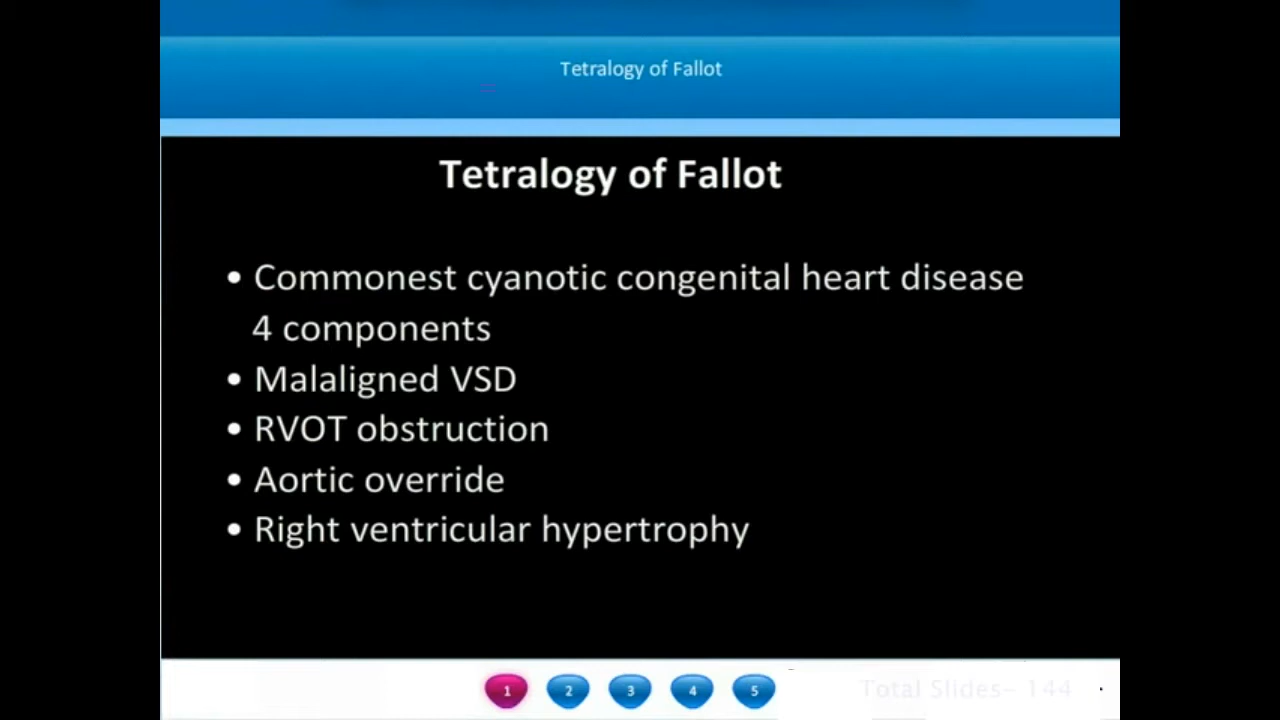 Tetralogy of Fallot
Tetralogy of Fallot
• Commonest cyanotic congenital heart disease
4 components
• Malaligned VSD
• RVOT obstruction
• Aortic override
• Right ventricular hypertrophy
1 2 3 4 5
Total Slides- 144